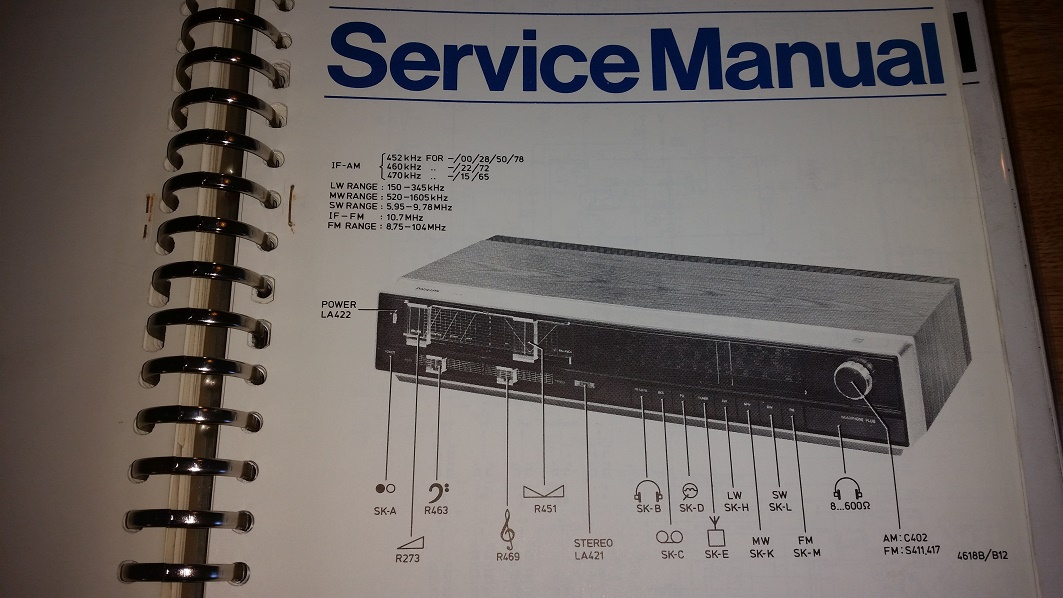 Service Manual
IF-AM
452 kHz FOR -/00/28/50/78
460 kHz .. -/22/72
470 kHz .. -/15/65
LW RANGE : 150-345 kHz
MW RANGE : 520-1605 kHz
SW RANGE : 5.95-9,78 MHz
IF-FM : 10.7 MHz
FM RANGE : 8,75-104 MHz
POWER
LA422
SK-A
R273
R463
R469
R451
STEREO
LA421
SK-B
SK-C
SK-D
SK-E
LW
SK-H
MW
SK-K
SW
SK-L
FM
SK-M
8...600Ω
AM : C402
FM : S411,417
4618B/B12